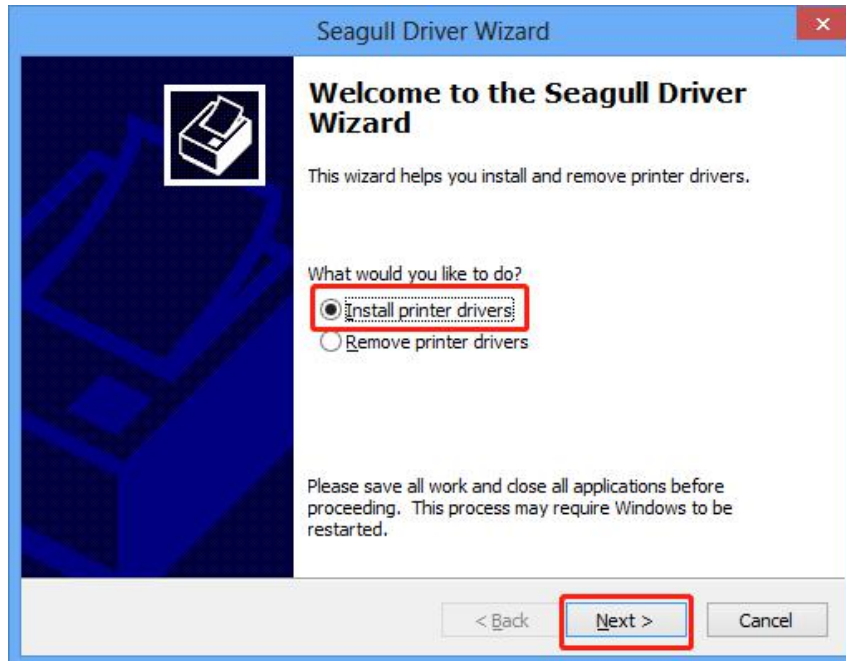 Seagull Driver Wizard
Welcome to the Seagull Driver
Wizard
This wizard helps you install and remove printer drivers.
What would you like to do?
Install printer drivers
Remove printer drivers
Please save all work and close all applications before
proceeding.  This process may require Windows to be
restarted.
< Back
Next >
Cancel